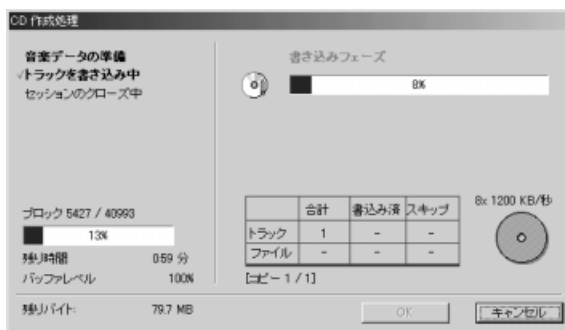 CD 作成処理
音楽データの準備
√トラックを書き込み中
セッションのクローズ中
書き込みフェーズ
8%
ブロック 5427 / 40993
13%
残り時間 0:59 分
バッファレベル 100%
合計 書込み済 スキップ
トラック 1 - -
ファイル - - -
[コピー 1 / 1]
8x 1200 KB/秒
残りバイト: 79.7 MB
OK
キャンセル